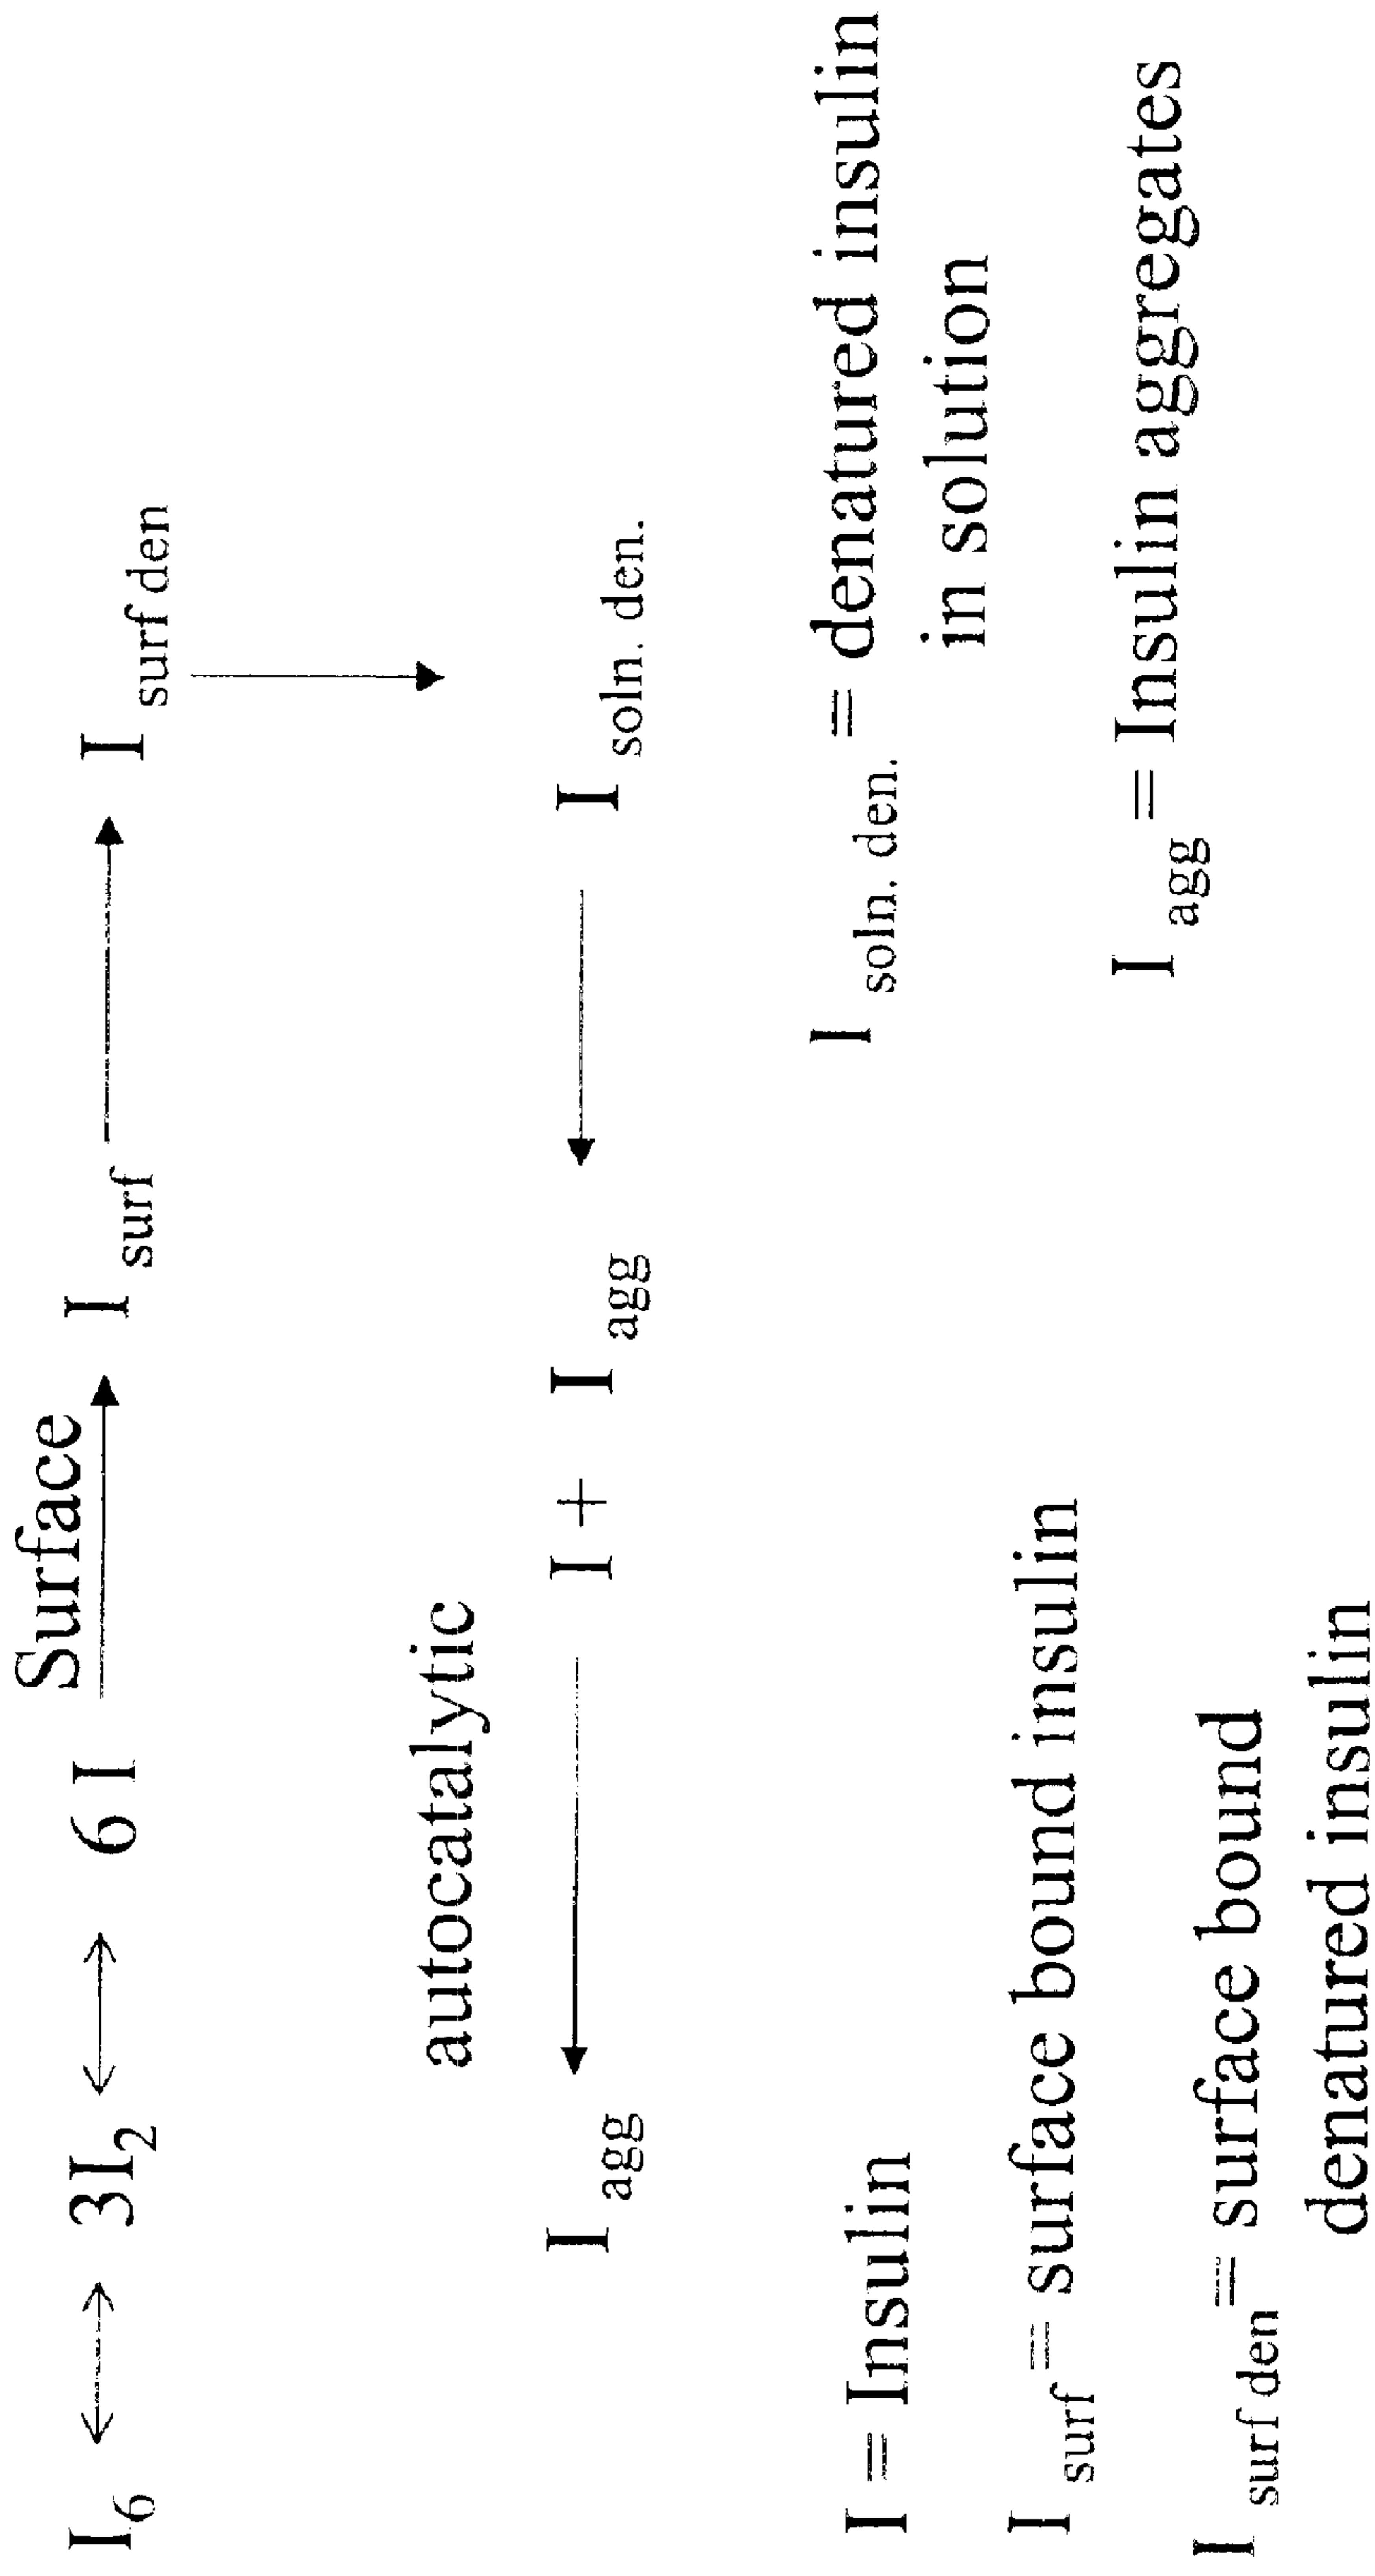 I6 ↔ 3I2 ↔ 6 I → I surf → I surf den
Surface
autocatalytic
I agg ← I + I agg ← I soln. den.
I = Insulin
I surf = surface bound insulin
I surf den = surface bound
denatured insulin
I soln. den. = denatured insulin
in solution
I agg = Insulin aggregates